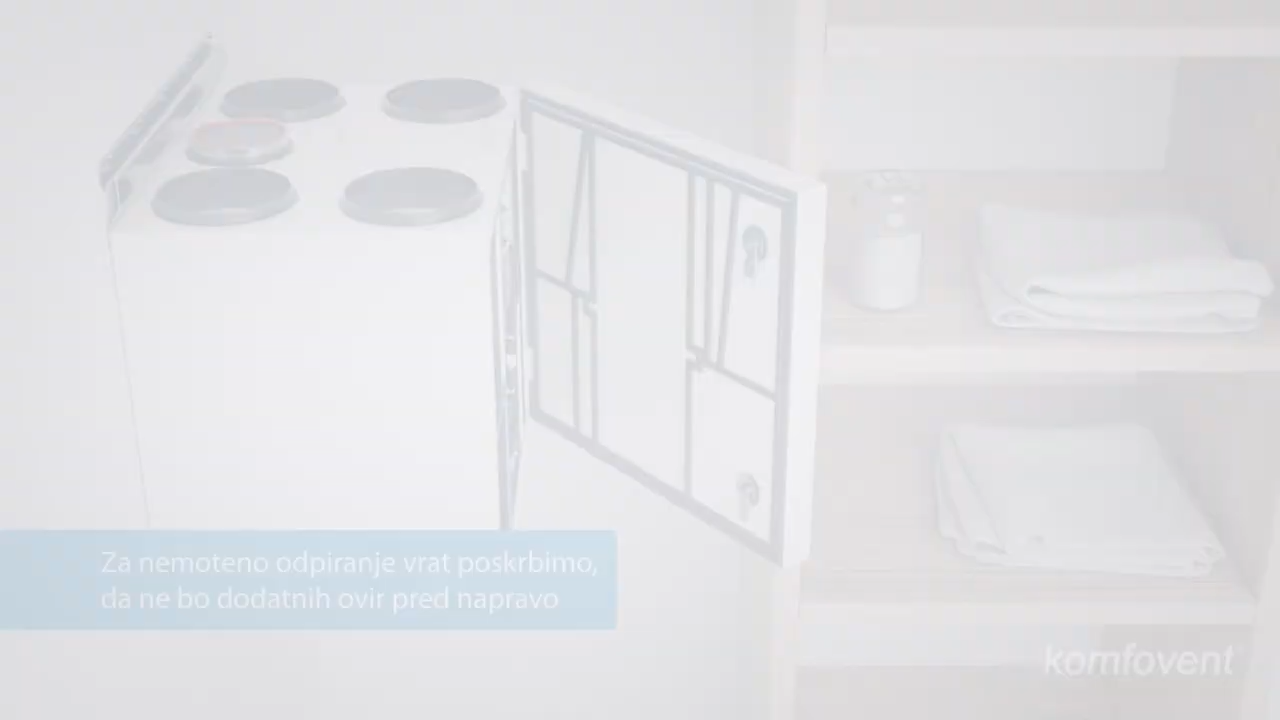 Za nemoteno odpiranje vrat poskrbimo,
da ne bo dodatnih ovir pred napravo
komfovent